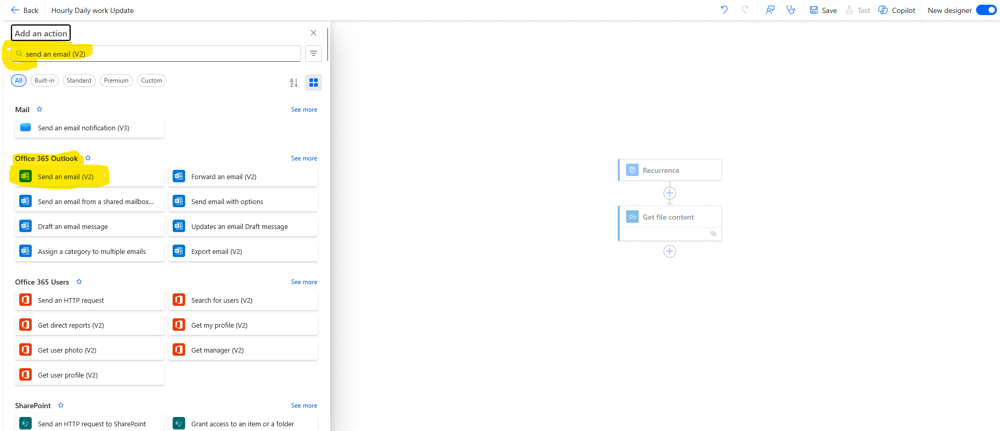 Back Hourly Daily work Update Save Test Copilot New designer
Add an action
send an email (V2)
All Built-in Standard Premium Custom
Mail See more
Send an email notification (V3)
Office 365 Outlook See more
Send an email (V2) Forward an email (V2)
Send an email from a shared mailbox... Send email with options
Draft an email message Updates an email Draft message
Assign a category to multiple emails Export email (V2)
Office 365 Users See more
Send an HTTP request Search for users (V2)
Get direct reports (V2) Get my profile (V2)
Get user photo (V2) Get manager (V2)
Get user profile (V2)
SharePoint See more
Send an HTTP request to SharePoint Grant access to an item or a folder
Recurrence
Get file content